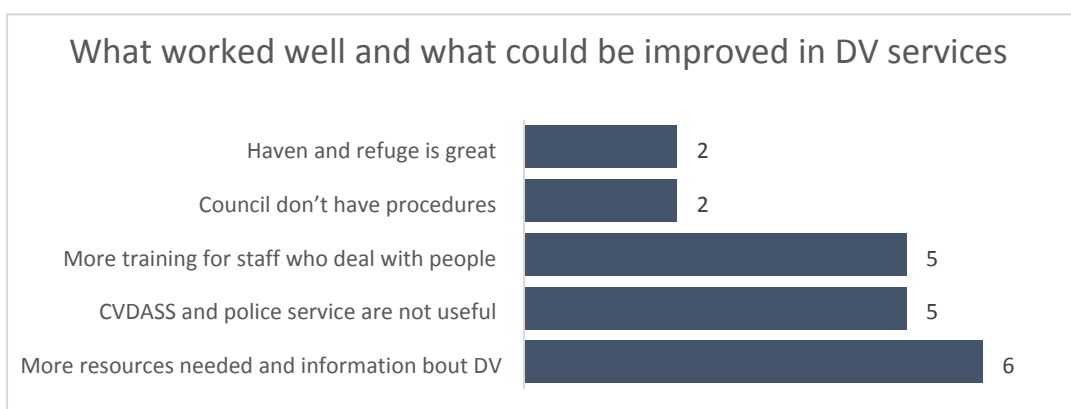 What worked well and what could be improved in DV services
Haven and refuge is great 2
Council don’t have procedures 2
More training for staff who deal with people 5
CVDASS and police service are not useful 5
More resources needed and information bout DV 6